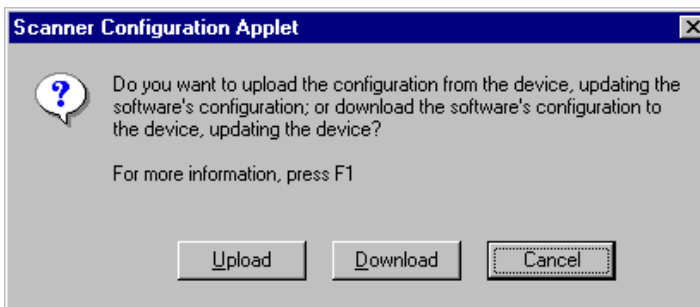 Scanner Configuration Applet
Do you want to upload the configuration from the device, updating the
software's configuration; or download the software's configuration to
the device, updating the device?
For more information, press F1
Upload Download Cancel